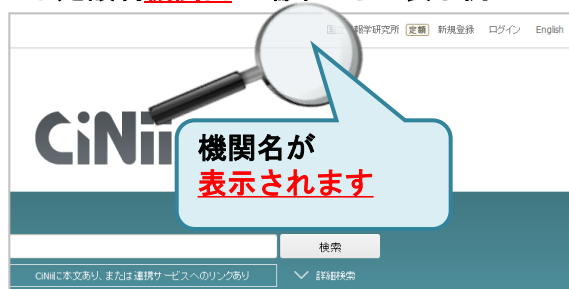 報学研究所 定額 新規登録 ログイン English
CiNii
機関名が
表示されます
検索
CiNiiに本文あり、または連携サービスへのリンクあり
詳細検索